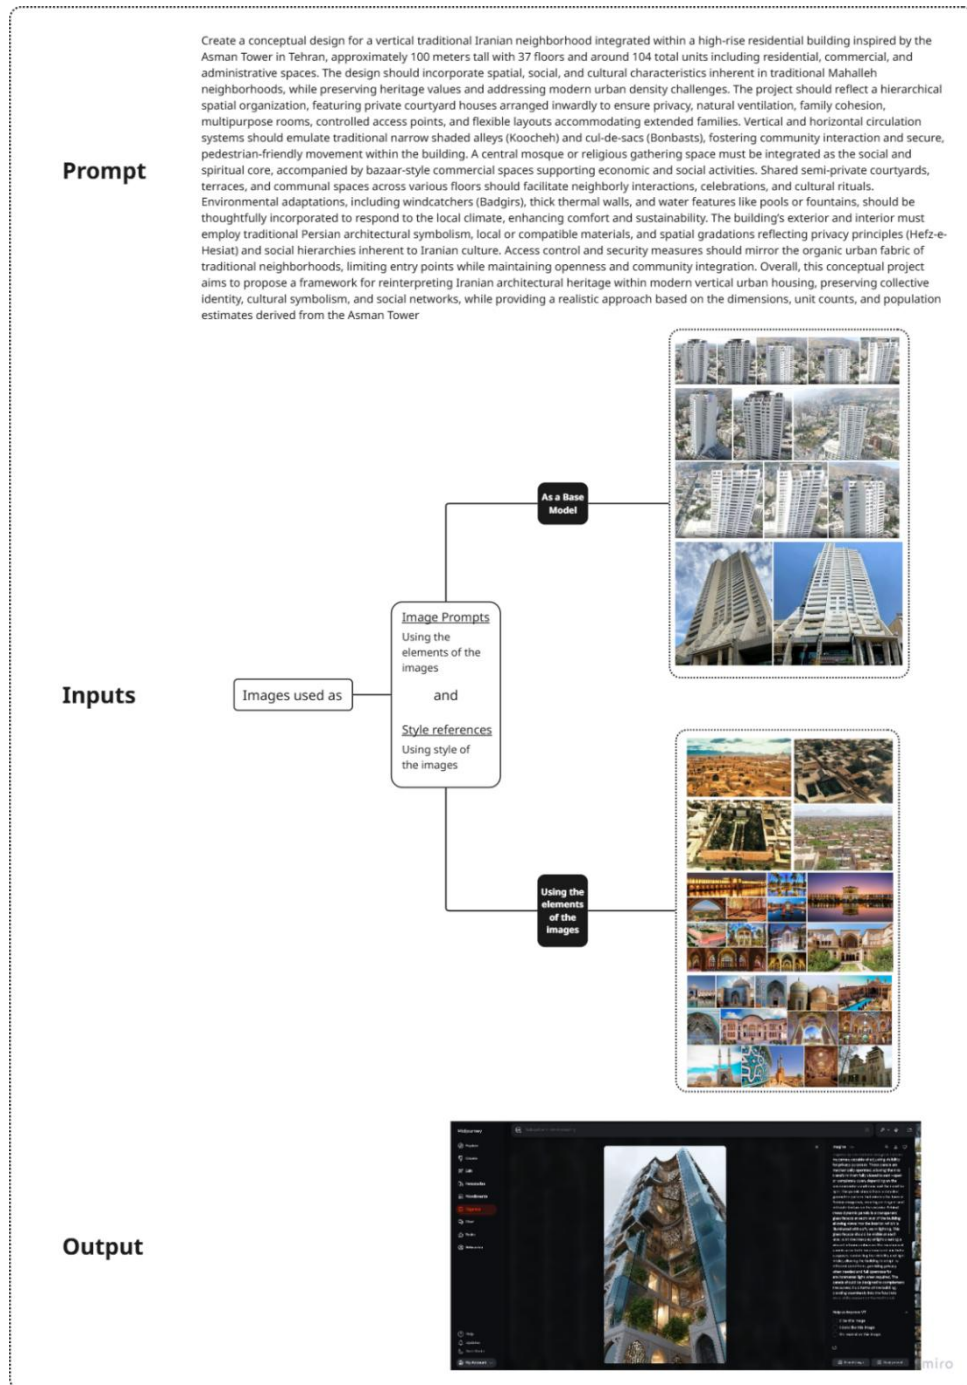 Prompt
Create a conceptual design for a vertical traditional Iranian neighborhood integrated within a high-rise residential building inspired by the
Asman Tower in Tehran, approximately 100 meters tall with 37 floors and around 104 total units including residential, commercial, and
administrative spaces. The design should incorporate spatial, social, and cultural characteristics inherent in traditional Mahalleh
neighborhoods, while preserving heritage values and addressing modern urban density challenges. The project should reflect a hierarchical
spatial organization, featuring private courtyard houses arranged inwardly to ensure privacy, natural ventilation, family cohesion,
multipurpose rooms, controlled access points, and flexible layouts accommodating extended families. Vertical and horizontal circulation
systems should emulate traditional narrow shaded alleys (Koocheh) and cul-de-sacs (Bonbasts), fostering community interaction and secure,
pedestrian-friendly movement within the building. A central mosque or religious gathering space must be integrated as the social and
spiritual core, accompanied by bazaar-style commercial spaces supporting economic and social activities. Shared semi-private courtyards,
terraces, and communal spaces across various floors should facilitate neighborly interactions, celebrations, and cultural rituals.
Environmental adaptations, including windcatchers (Badgirs), thick thermal walls, and water features like pools or fountains, should be
thoughtfully incorporated to respond to the local climate, enhancing comfort and sustainability. The building's exterior and interior must
employ traditional Persian architectural symbolism, local or compatible materials, and spatial gradations reflecting privacy principles (Hefz-e-
Hesiat) and social hierarchies inherent to Iranian culture. Access control and security measures should mirror the organic urban fabric of
traditional neighborhoods, limiting entry points while maintaining openness and community integration. Overall, this conceptual project
aims to propose a framework for reinterpreting Iranian architectural heritage within modern vertical urban housing, preserving collective
identity, cultural symbolism, and social networks, while providing a realistic approach based on the dimensions, unit counts, and population
estimates derived from the Asman Tower
As a Base
Model
Inputs
Images used as
Image Prompts
Using the
elements of the
images
and
Style references
Using style of
the images
Using the
elements
of the
images
Output
Midjourney
My Account
miro